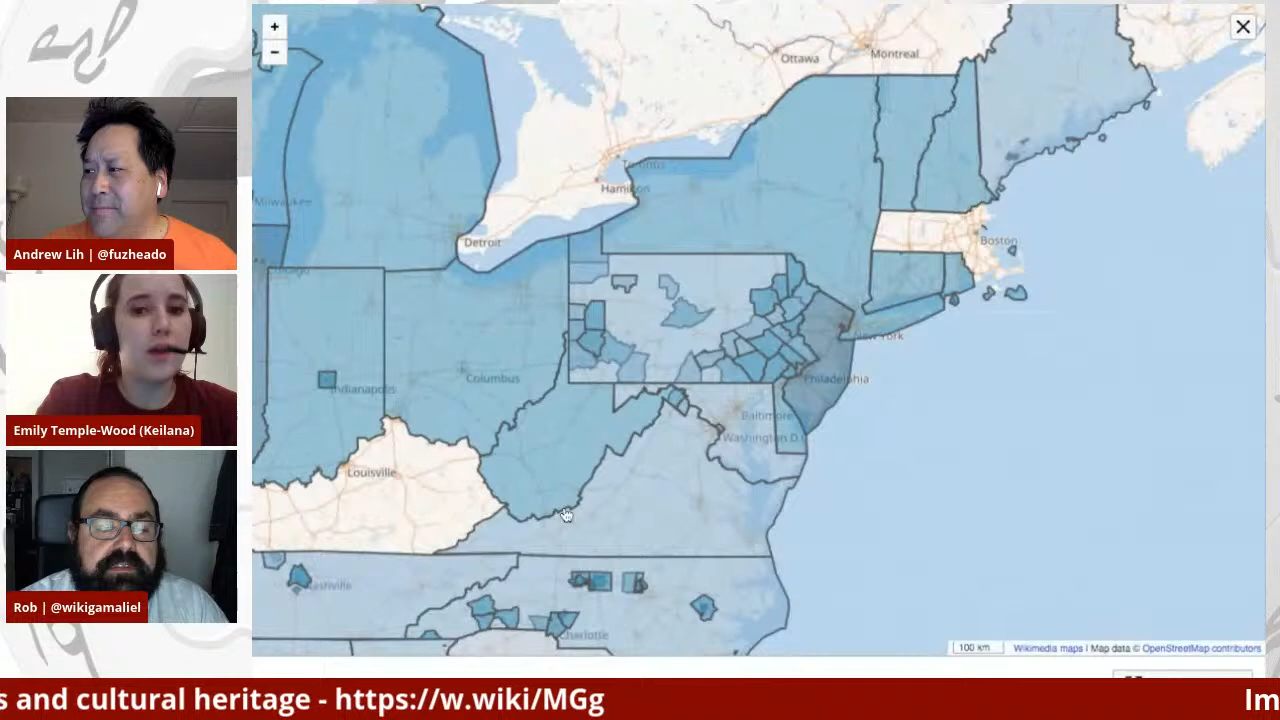 +
−
Ottawa
Montreal
Toronto
Hamilton
Milwaukee
Detroit
Boston
Chicago
New York
Indianapolis
Columbus
Philadelphia
Baltimore
Washington D.C.
Louisville
Nashville
Charlotte
100 km
Wikimedia maps | Map data © OpenStreetMap contributors
Andrew Lih | @fuzheado
Emily Temple-Wood (Keilana)
Rob | @wikigamaliel
s and cultural heritage - https://w.wiki/MGg
Im